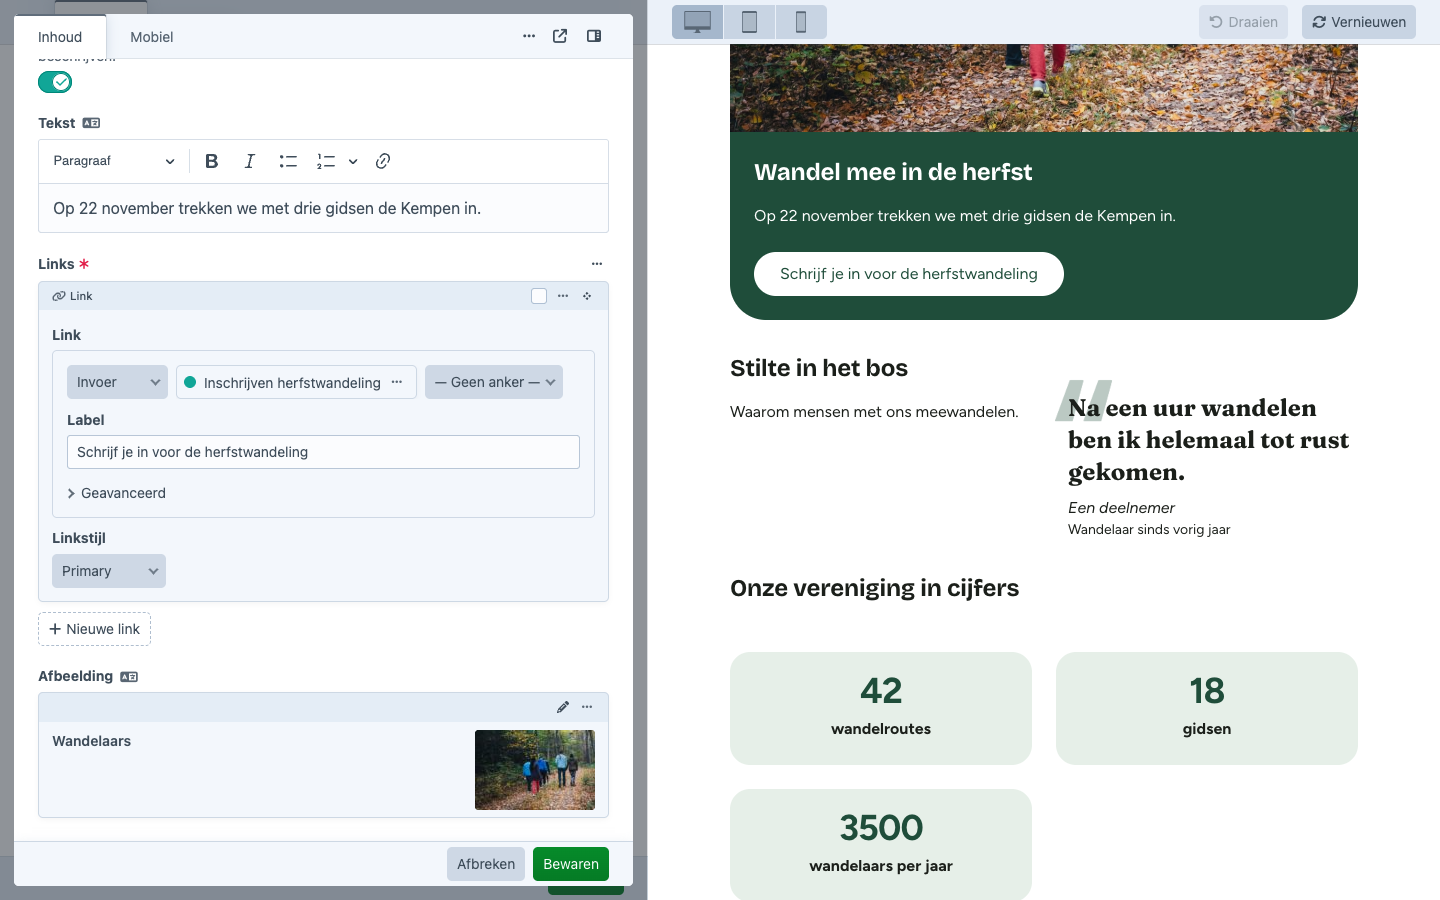 Inhoud
Mobiel
Tekst
Paragraaf
Op 22 november trekken we met drie gidsen de Kempen in.
Links *
Link
Link
Invoer
Inschrijven herfstwandeling
— Geen anker —
Label
Schrijf je in voor de herfstwandeling
Geavanceerd
Linkstijl
Primary
Nieuwe link
Afbeelding
Wandelaars
Afbreken
Bewaren
Draaien
Vernieuwen
Wandel mee in de herfst
Op 22 november trekken we met drie gidsen de Kempen in.
Schrijf je in voor de herfstwandeling
Stilte in het bos
Waarom mensen met ons meewandelen.
Na een uur wandelen
ben ik helemaal tot rust
gekomen.
Een deelnemer
Wandelaar sinds vorig jaar
Onze vereniging in cijfers
42
wandelroutes
18
gidsen
3500
wandelaars per jaar